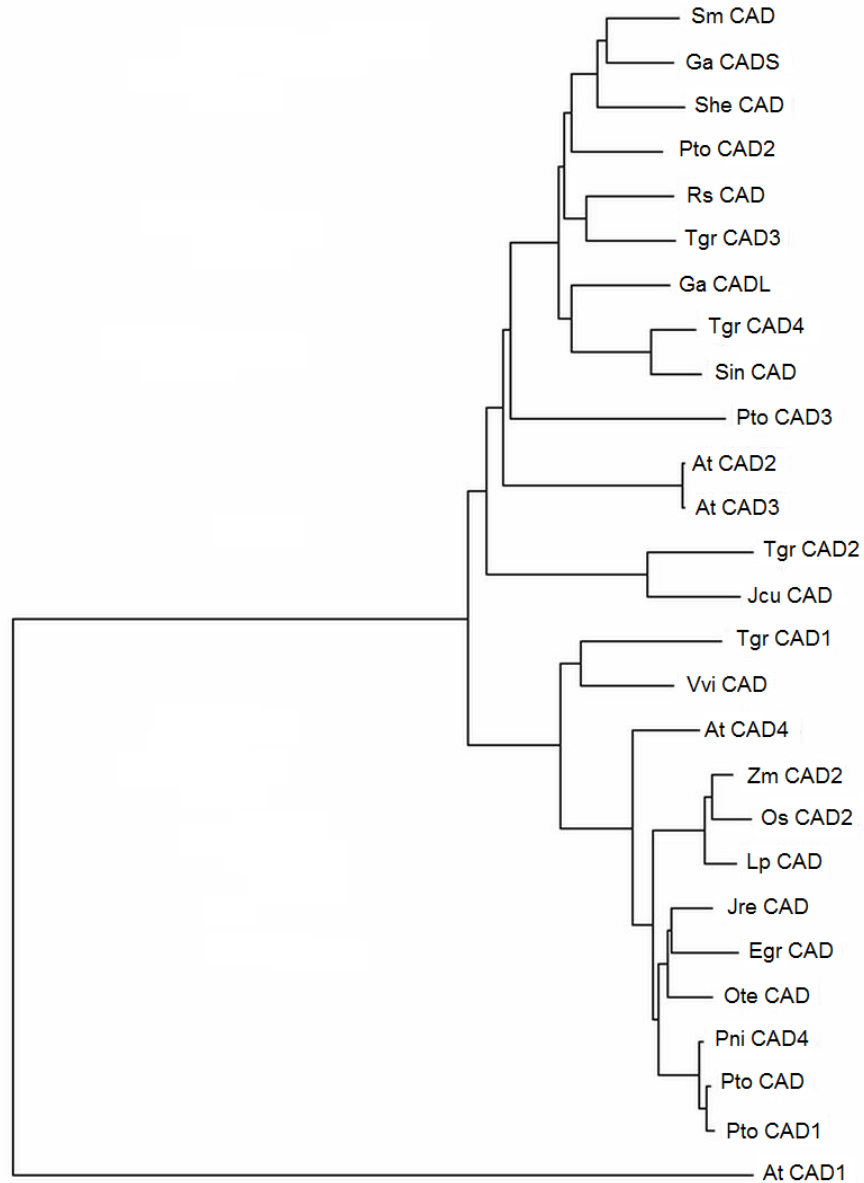 Sm CAD
Ga CADS
She CAD
Pto CAD2
Rs CAD
Tgr CAD3
Ga CADL
Tgr CAD4
Sin CAD
Pto CAD3
At CAD2
At CAD3
Tgr CAD2
Jcu CAD
Tgr CAD1
Vvi CAD
At CAD4
Zm CAD2
Os CAD2
Lp CAD
Jre CAD
Egr CAD
Ote CAD
Pni CAD4
Pto CAD
Pto CAD1
At CAD1